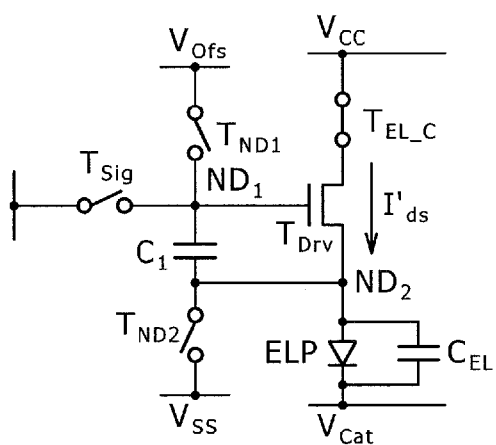 V_Ofs
V_CC
T_ND1
T_EL_C
T_Sig
ND_1
I'_ds
T_Drv
C_1
ND_2
T_ND2
ELP
C_EL
V_SS
V_Cat